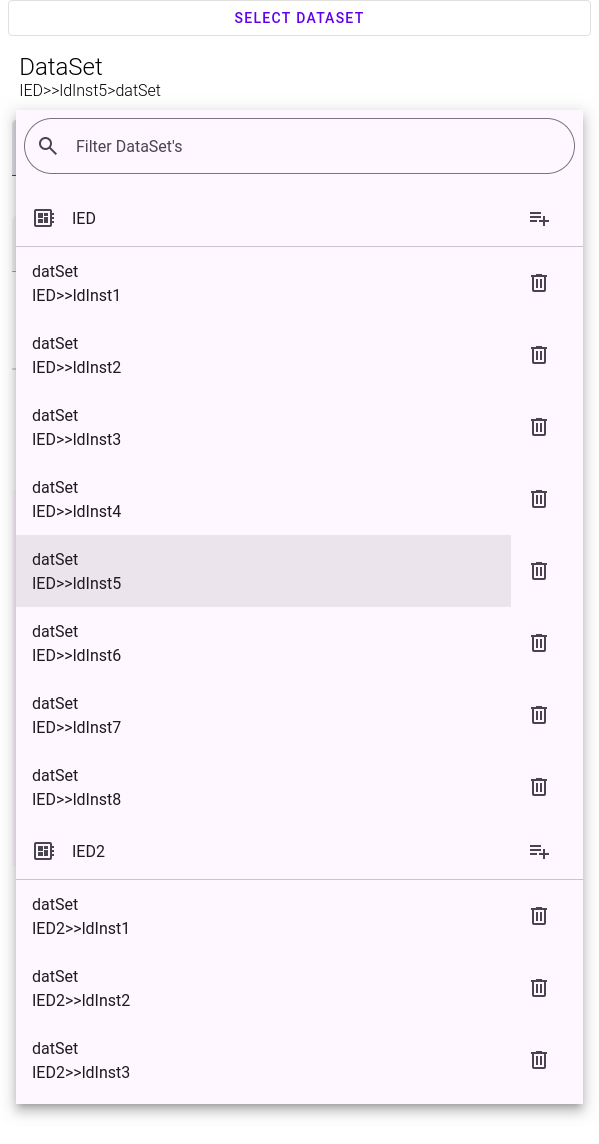 SELECT DATASET
DataSet
IED>>ldInst5>datSet
Filter DataSet's
IED
datSet
IED>>ldInst1
datSet
IED>>ldInst2
datSet
IED>>ldInst3
datSet
IED>>ldInst4
datSet
IED>>ldInst5
datSet
IED>>ldInst6
datSet
IED>>ldInst7
datSet
IED>>ldInst8
IED2
datSet
IED2>>ldInst1
datSet
IED2>>ldInst2
datSet
IED2>>ldInst3